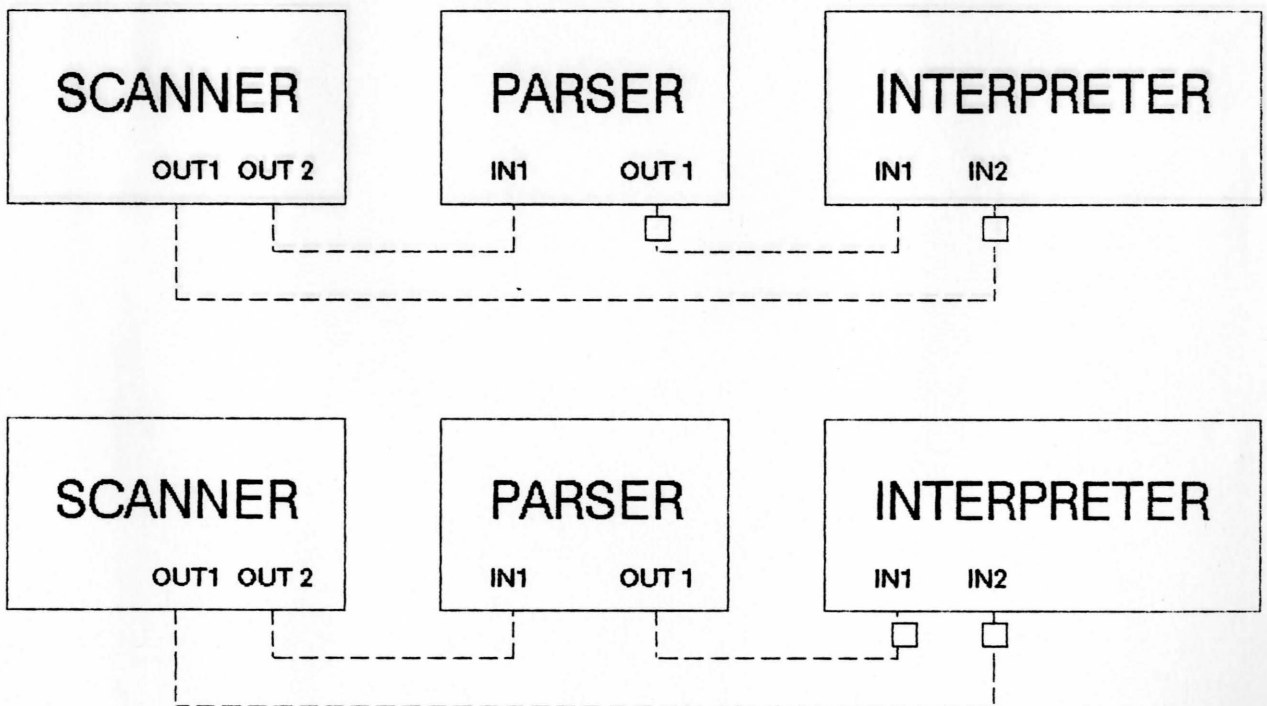 SCANNER PARSER INTERPRETER
OUT1 OUT 2 IN1 OUT 1 IN1 IN2
SCANNER PARSER INTERPRETER
OUT1 OUT 2 IN1 OUT 1 IN1 IN2